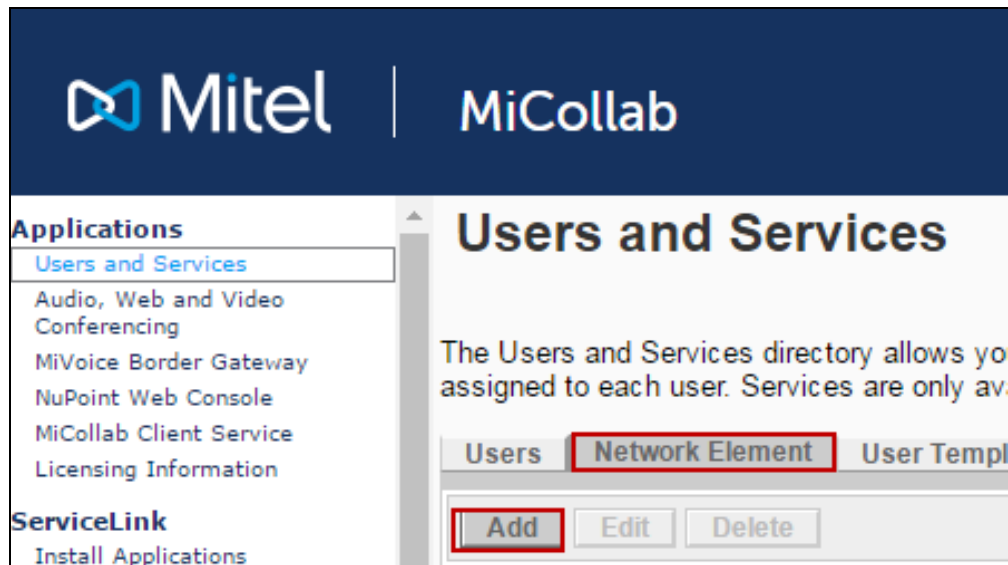 Mitel
MiCollab
Applications
Users and Services
Audio, Web and Video
Conferencing
MiVoice Border Gateway
NuPoint Web Console
MiCollab Client Service
Licensing Information
ServiceLink
Install Applications
Users and Services
The Users and Services directory allows yo
assigned to each user. Services are only av
Users Network Element User Templ
Add Edit Delete